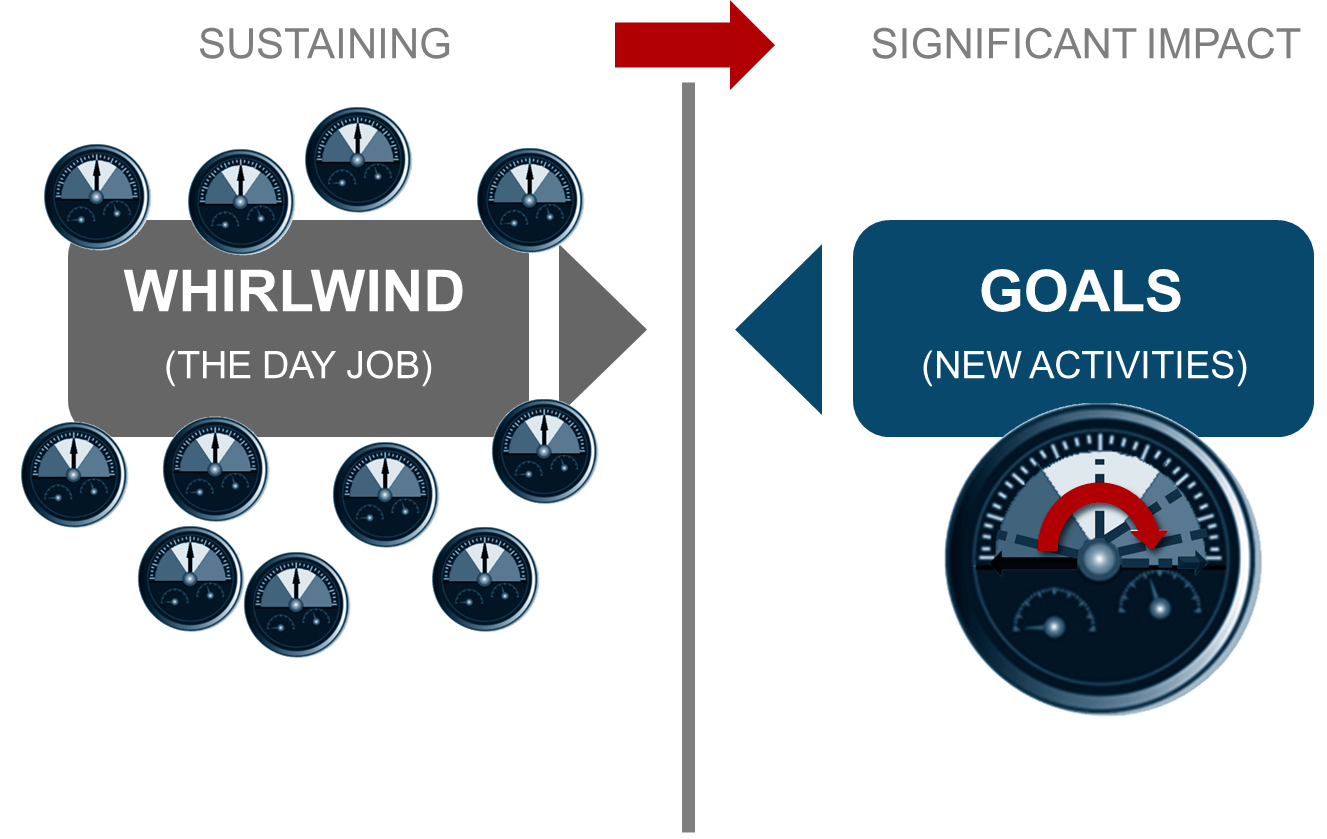 SUSTAINING
SIGNIFICANT IMPACT
WHIRLWIND
(THE DAY JOB)
GOALS
(NEW ACTIVITIES)